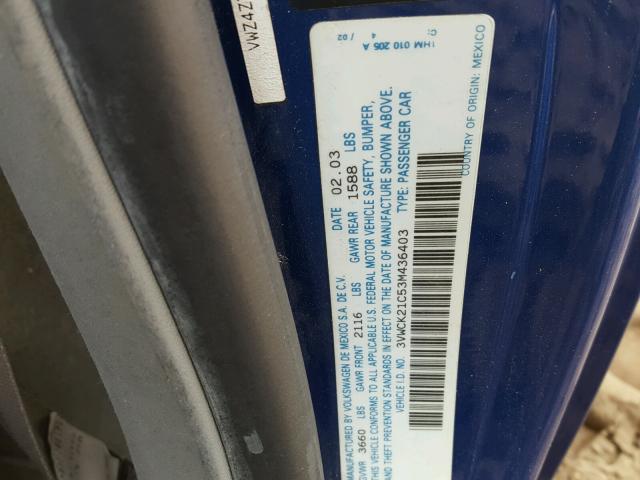 VWZ4Z
1HM 010 205 A
4 / 02
MANUFACTURED BY VOLKSWAGEN DE MEXICO S.A. DE C.V. DATE 02.03
GVWR 3660 LBS GAWR FRONT 2116 LBS GAWR REAR 1588 LBS
THIS VEHICLE CONFORMS TO ALL APPLICABLE U.S. FEDERAL MOTOR VEHICLE SAFETY, BUMPER,
AND THEFT PREVENTION STANDARDS IN EFFECT ON THE DATE OF MANUFACTURE SHOWN ABOVE.
VEHICLE I.D. NO. 3VWCK21C53M436403 TYPE: PASSENGER CAR
COUNTRY OF ORIGIN: MEXICO